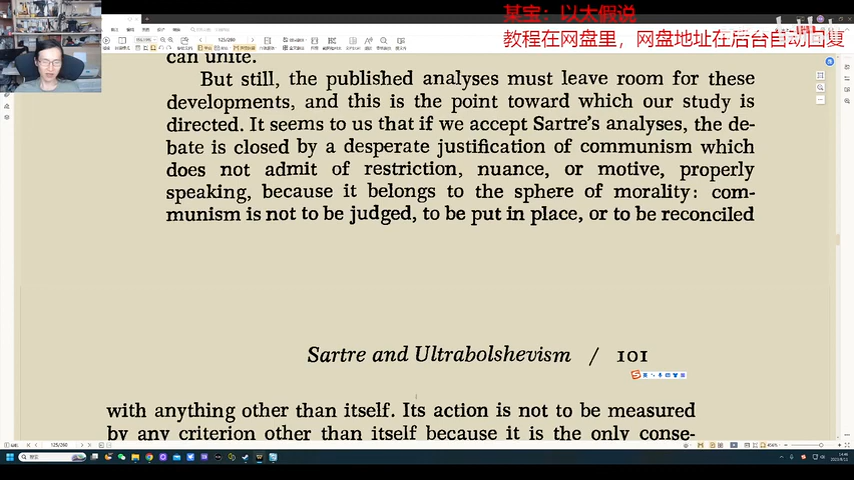 某宝：以太假说
教程在网盘里，网盘地址在后台自动回复
can unite.
But still, the published analyses must leave room for these
developments, and this is the point toward which our study is
directed. It seems to us that if we accept Sartre's analyses, the de-
bate is closed by a desperate justification of communism which
does not admit of restriction, nuance, or motive, properly
speaking, because it belongs to the sphere of morality: com-
munism is not to be judged, to be put in place, or to be reconciled
Sartre and Ultrabolshevism / 101
with anything other than itself. Its action is not to be measured
by any criterion other than itself because it is the only conse-